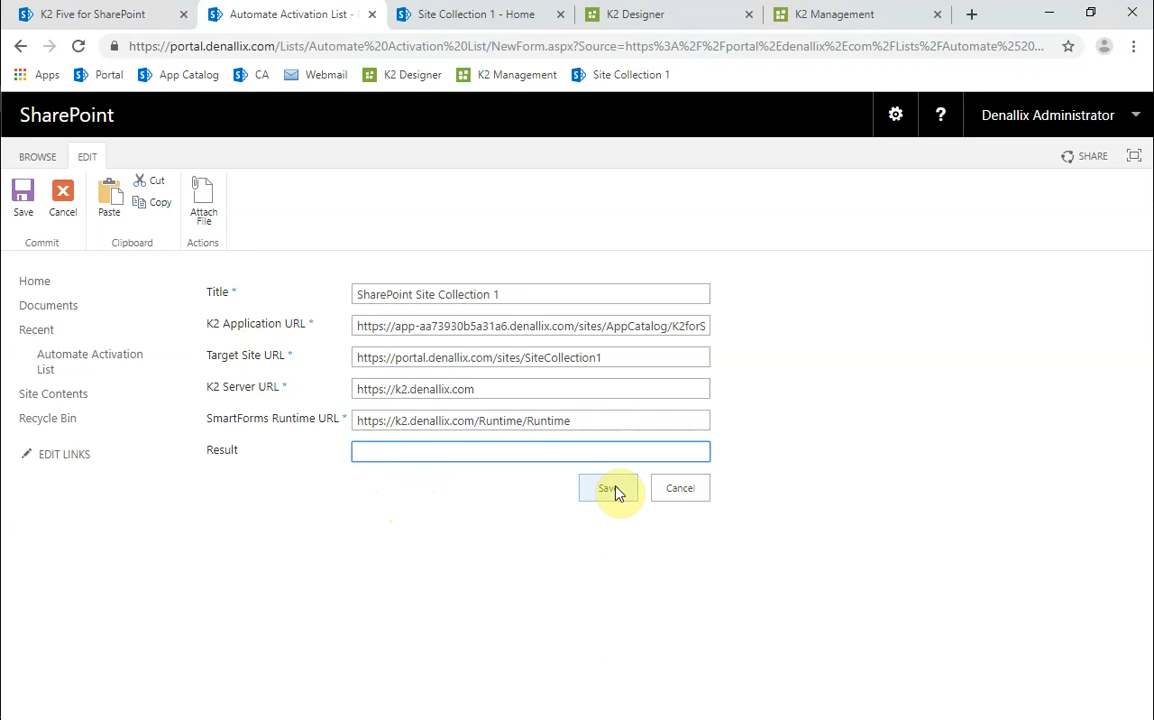 K2 Five for SharePoint
Automate Activation List -
Site Collection 1 - Home
K2 Designer
K2 Management
https://portal.denallix.com/Lists/Automate%20Activation%20List/NewForm.aspx?Source=https%3A%2F%2Fportal%2Edenallix%2Ecom%2FLists%2FAutomate%2520...
Apps
Portal
App Catalog
CA
Webmail
K2 Designer
K2 Management
Site Collection 1
SharePoint
?
Denallix Administrator
BROWSE
EDIT
SHARE
Save
Cancel
Paste
Cut
Copy
Attach
File
Commit
Clipboard
Actions
Home
Documents
Recent
Automate Activation
List
Site Contents
Recycle Bin
EDIT LINKS
Title *
SharePoint Site Collection 1
K2 Application URL *
https://app-aa73930b5a31a6.denallix.com/sites/AppCatalog/K2forS
Target Site URL *
https://portal.denallix.com/sites/SiteCollection1
K2 Server URL *
https://k2.denallix.com
SmartForms Runtime URL *
https://k2.denallix.com/Runtime/Runtime
Result
Save
Cancel